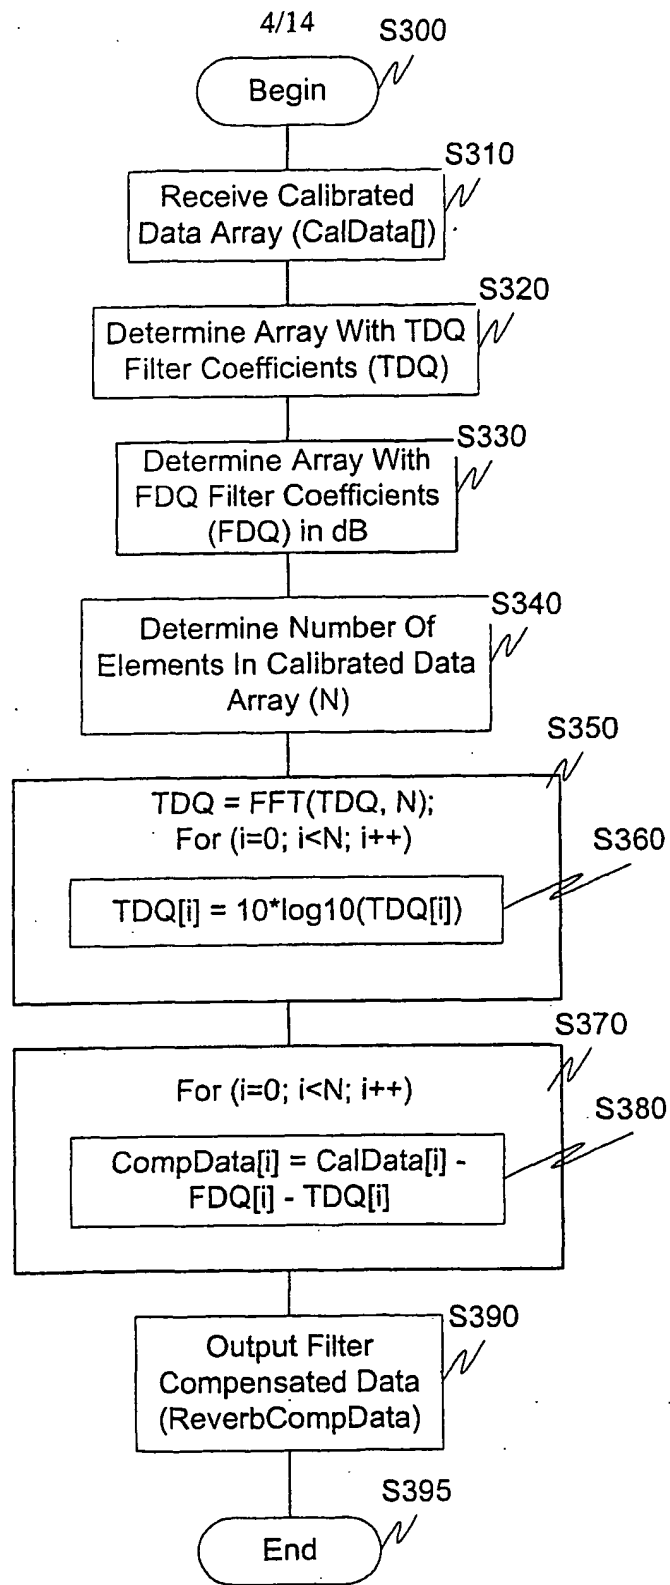 4/14
S300
Begin
S310
Receive Calibrated
Data Array (CalData[])
S320
Determine Array With TDQ
Filter Coefficients (TDQ)
S330
Determine Array With
FDQ Filter Coefficients
(FDQ) in dB
S340
Determine Number Of
Elements In Calibrated Data
Array (N)
S350
TDQ = FFT(TDQ, N);
For (i=0; i<N; i++)
S360
TDQ[i] = 10*log10(TDQ[i])
S370
For (i=0; i<N; i++)
S380
CompData[i] = CalData[i] -
FDQ[i] - TDQ[i]
S390
Output Filter
Compensated Data
(ReverbCompData)
S395
End